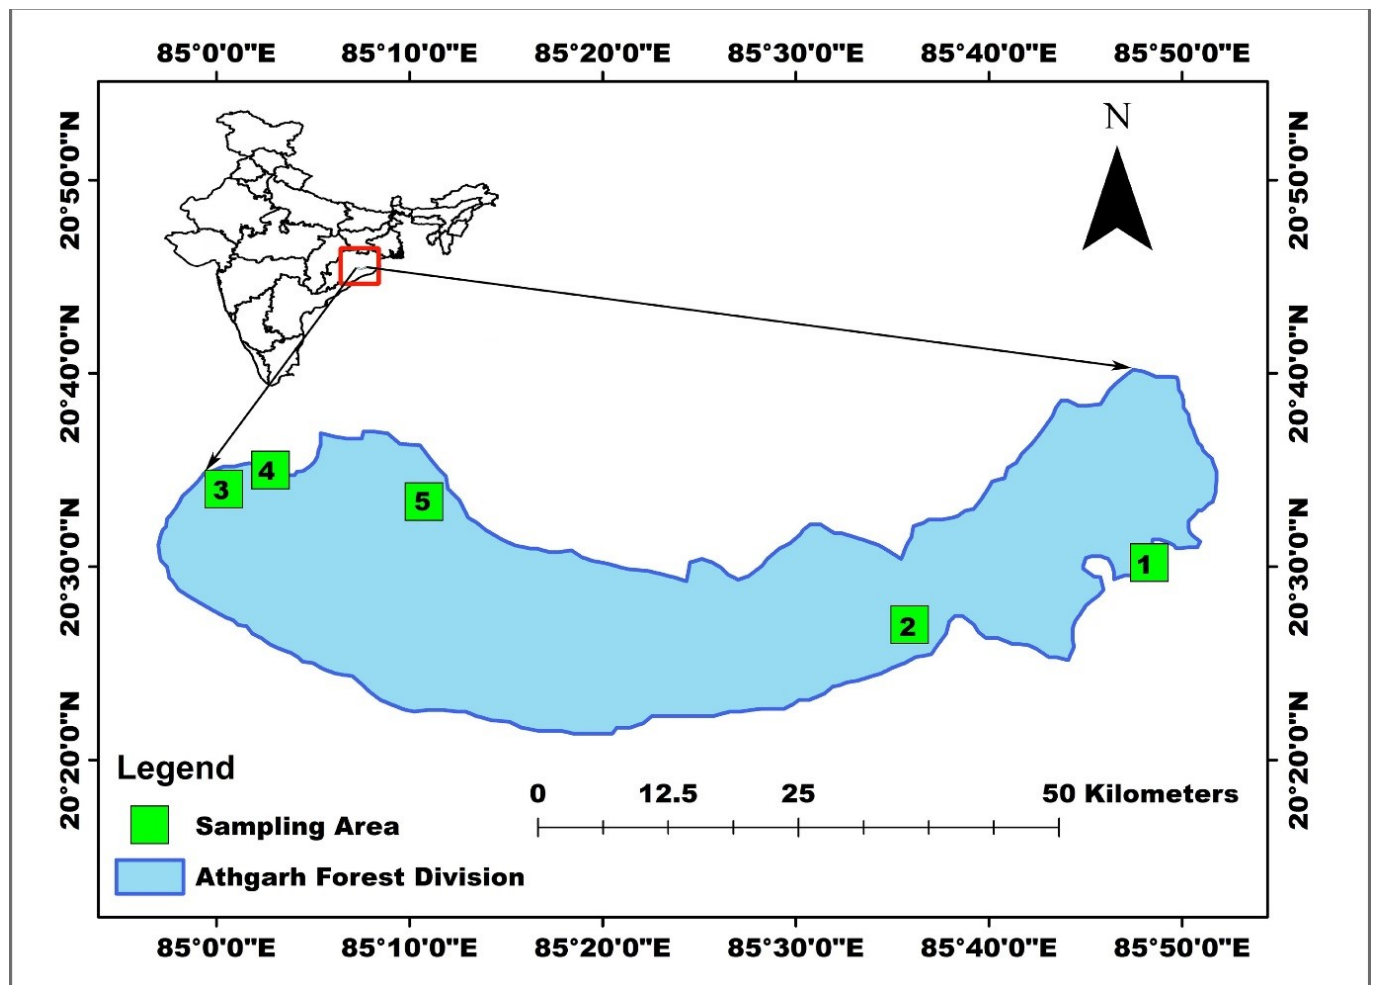 85°0'0"E 85°10'0"E 85°20'0"E 85°30'0"E 85°40'0"E 85°50'0"E
N
20°50'0"N 20°50'0"N
20°40'0"N 20°40'0"N
4
3
5
20°30'0"N 20°30'0"N
1
2
20°20'0"N 20°20'0"N
Legend
0 12.5 25 50 Kilometers
Sampling Area
Athgarh Forest Division
85°0'0"E 85°10'0"E 85°20'0"E 85°30'0"E 85°40'0"E 85°50'0"E